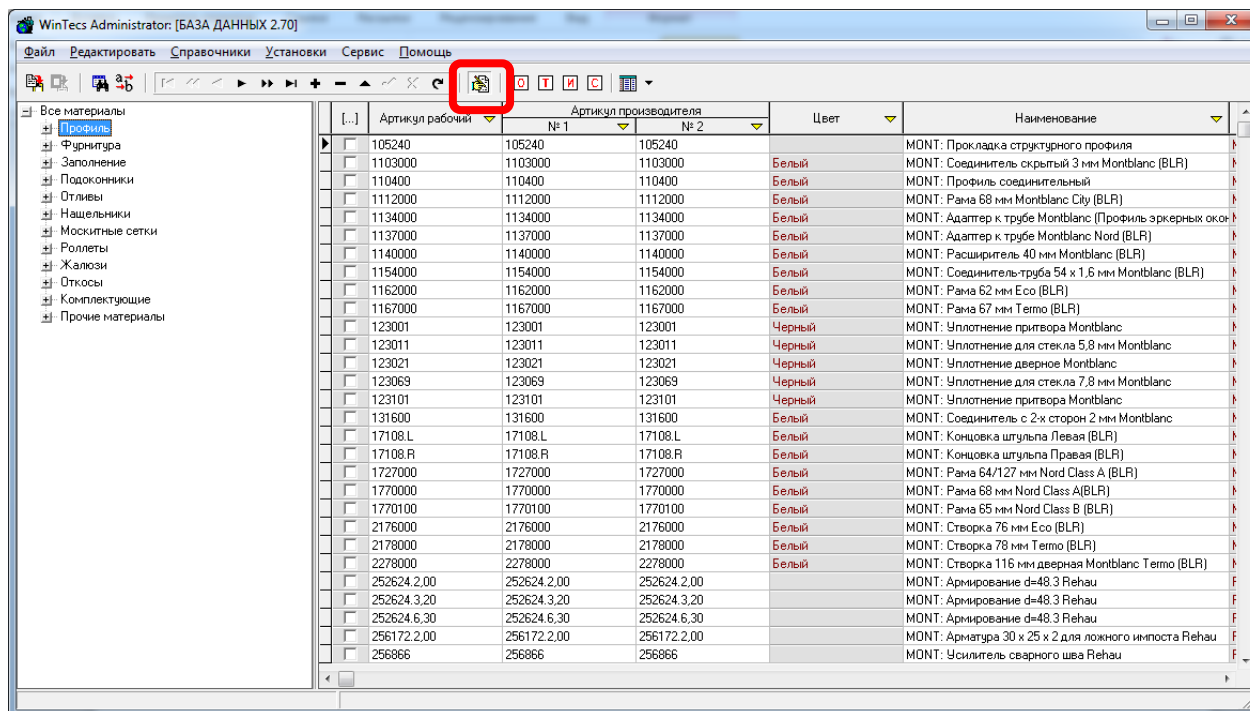 WinTecs Administrator: [БАЗА ДАННЫХ 2.70]
Файл Редактировать Справочники Установки Сервис Помощь
О Т И С
Все материалы
Профиль
Фурнитура
Заполнение
Подоконники
Отливы
Нащельники
Москитные сетки
Роллеты
Жалюзи
Откосы
Комплектующие
Прочие материалы
[...] Артикул рабочий Артикул производителя Цвет Наименование
№ 1 № 2
105240 105240 105240 MONT: Прокладка структурного профиля
1103000 1103000 1103000 Белый MONT: Соединитель скрытый 3 мм Montblanc (BLR)
110400 110400 110400 Белый MONT: Профиль соединительный
1112000 1112000 1112000 Белый MONT: Рама 68 мм Montblanc City (BLR)
1134000 1134000 1134000 Белый MONT: Адаптер к трубе Montblanc (Профиль эркерных окон
1137000 1137000 1137000 Белый MONT: Адаптер к трубе Montblanc Nord (BLR)
1140000 1140000 1140000 Белый MONT: Расширитель 40 мм Montblanc (BLR)
1154000 1154000 1154000 Белый MONT: Соединитель-труба 54 x 1,6 мм Montblanc (BLR)
1162000 1162000 1162000 Белый MONT: Рама 62 мм Eco (BLR)
1167000 1167000 1167000 Белый MONT: Рама 67 мм Termo (BLR)
123001 123001 123001 Черный MONT: Уплотнение притвора Montblanc
123011 123011 123011 Черный MONT: Уплотнение для стекла 5,8 мм Montblanc
123021 123021 123021 Черный MONT: Уплотнение дверное Montblanc
123069 123069 123069 Черный MONT: Уплотнение для стекла 7,8 мм Montblanc
123101 123101 123101 Черный MONT: Уплотнение притвора Montblanc
131600 131600 131600 Белый MONT: Соединитель с 2-х сторон 2 мм Montblanc
17108.L 17108.L 17108.L Белый MONT: Концовка штульпа Левая (BLR)
17108.R 17108.R 17108.R Белый MONT: Концовка штульпа Правая (BLR)
1727000 1727000 1727000 Белый MONT: Рама 64/127 мм Nord Class A (BLR)
1770000 1770000 1770000 Белый MONT: Рама 68 мм Nord Class A(BLR)
1770100 1770100 1770100 Белый MONT: Рама 65 мм Nord Class B (BLR)
2176000 2176000 2176000 Белый MONT: Створка 76 мм Eco (BLR)
2178000 2178000 2178000 Белый MONT: Створка 78 мм Termo (BLR)
2278000 2278000 2278000 Белый MONT: Створка 116 мм дверная Montblanc Termo (BLR)
252624.2,00 252624.2,00 252624.2,00 MONT: Армирование d=48.3 Rehau
252624.3,20 252624.3,20 252624.3,20 MONT: Армирование d=48.3 Rehau
252624.6,30 252624.6,30 252624.6,30 MONT: Армирование d=48.3 Rehau
256172.2,00 256172.2,00 256172.2,00 MONT: Арматура 30 x 25 x 2 для ложного импоста Rehau
256866 256866 256866 MONT: Усилитель сварного шва Rehau